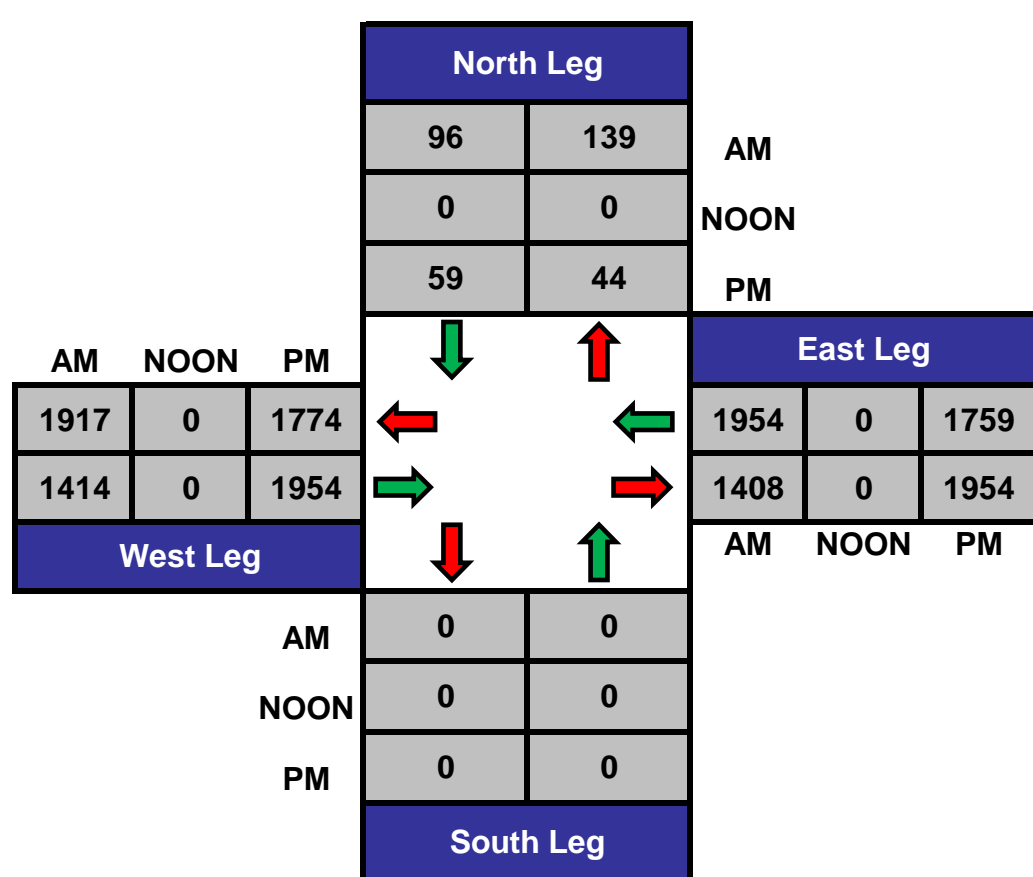 North Leg
96 139 AM
0 0 NOON
59 44 PM
East Leg
AM NOON PM
1917 0 1774
1954 0 1759
1414 0 1954
1408 0 1954
AM NOON PM
West Leg
AM 0 0
NOON 0 0
PM 0 0
South Leg